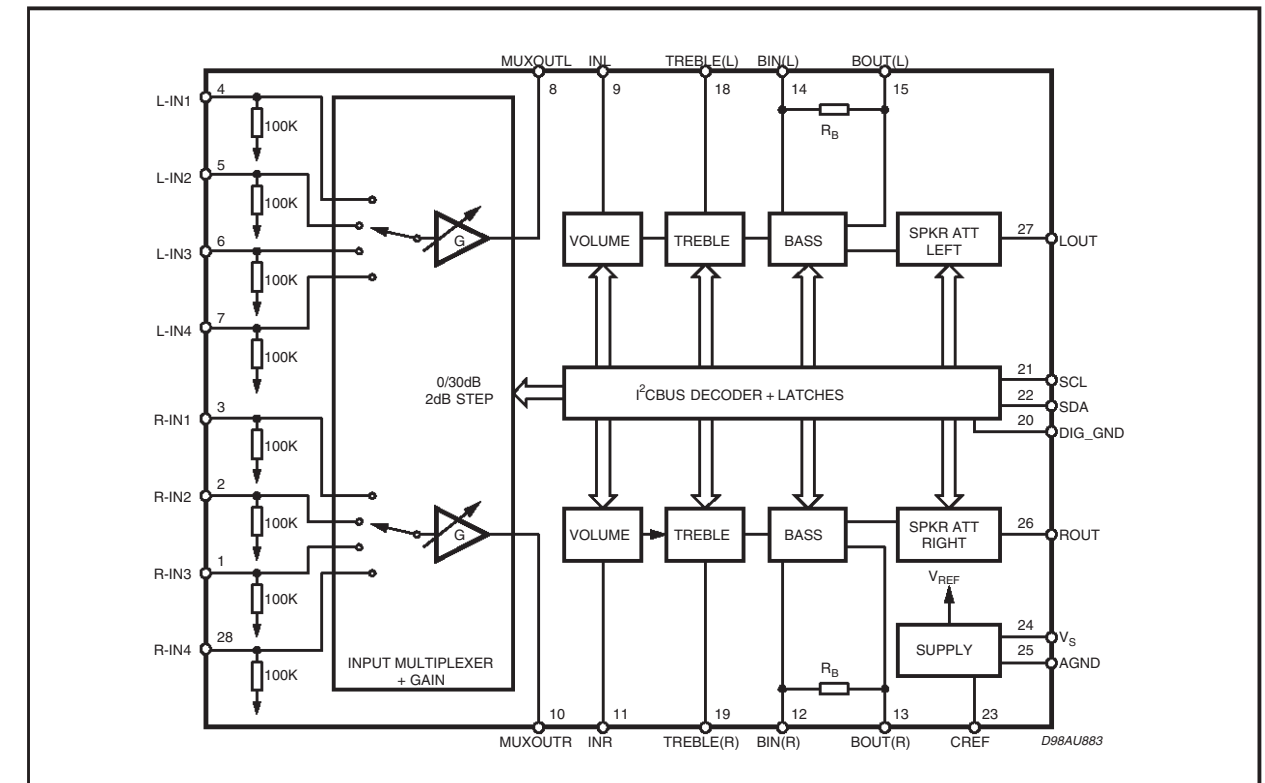 MUXOUTL INL TREBLE(L) BIN(L) BOUT(L)
8 9 18 14 15
L-IN1 4
100K
RB
L-IN2 5
100K
L-IN3 6
100K
L-IN4 7
100K
G
VOLUME TREBLE BASS SPKR ATT
LEFT
27 LOUT
0/30dB
2dB STEP
I2CBUS DECODER + LATCHES
21 SCL
22 SDA
20 DIG_GND
R-IN1 3
100K
R-IN2 2
100K
R-IN3 1
100K
R-IN4 28
100K
G
VOLUME TREBLE BASS SPKR ATT
RIGHT
26 ROUT
VREF
SUPPLY
24 VS
25 AGND
INPUT MULTIPLEXER
+ GAIN
RB
10 11 19 12 13 23
MUXOUTR INR TREBLE(R) BIN(R) BOUT(R) CREF D98AU883